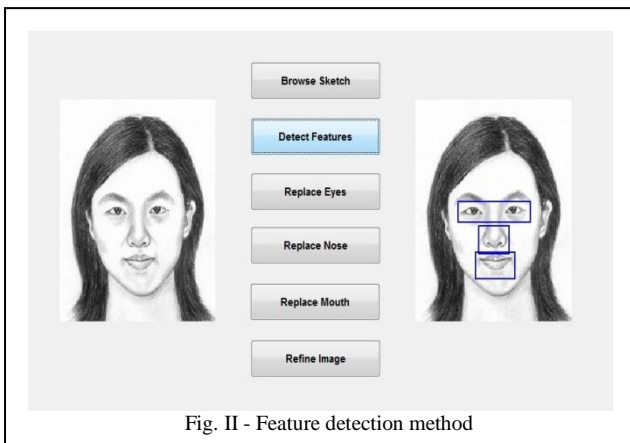 Browse Sketch
Detect Features
Replace Eyes
Replace Nose
Replace Mouth
Refine Image
Fig. II - Feature detection method